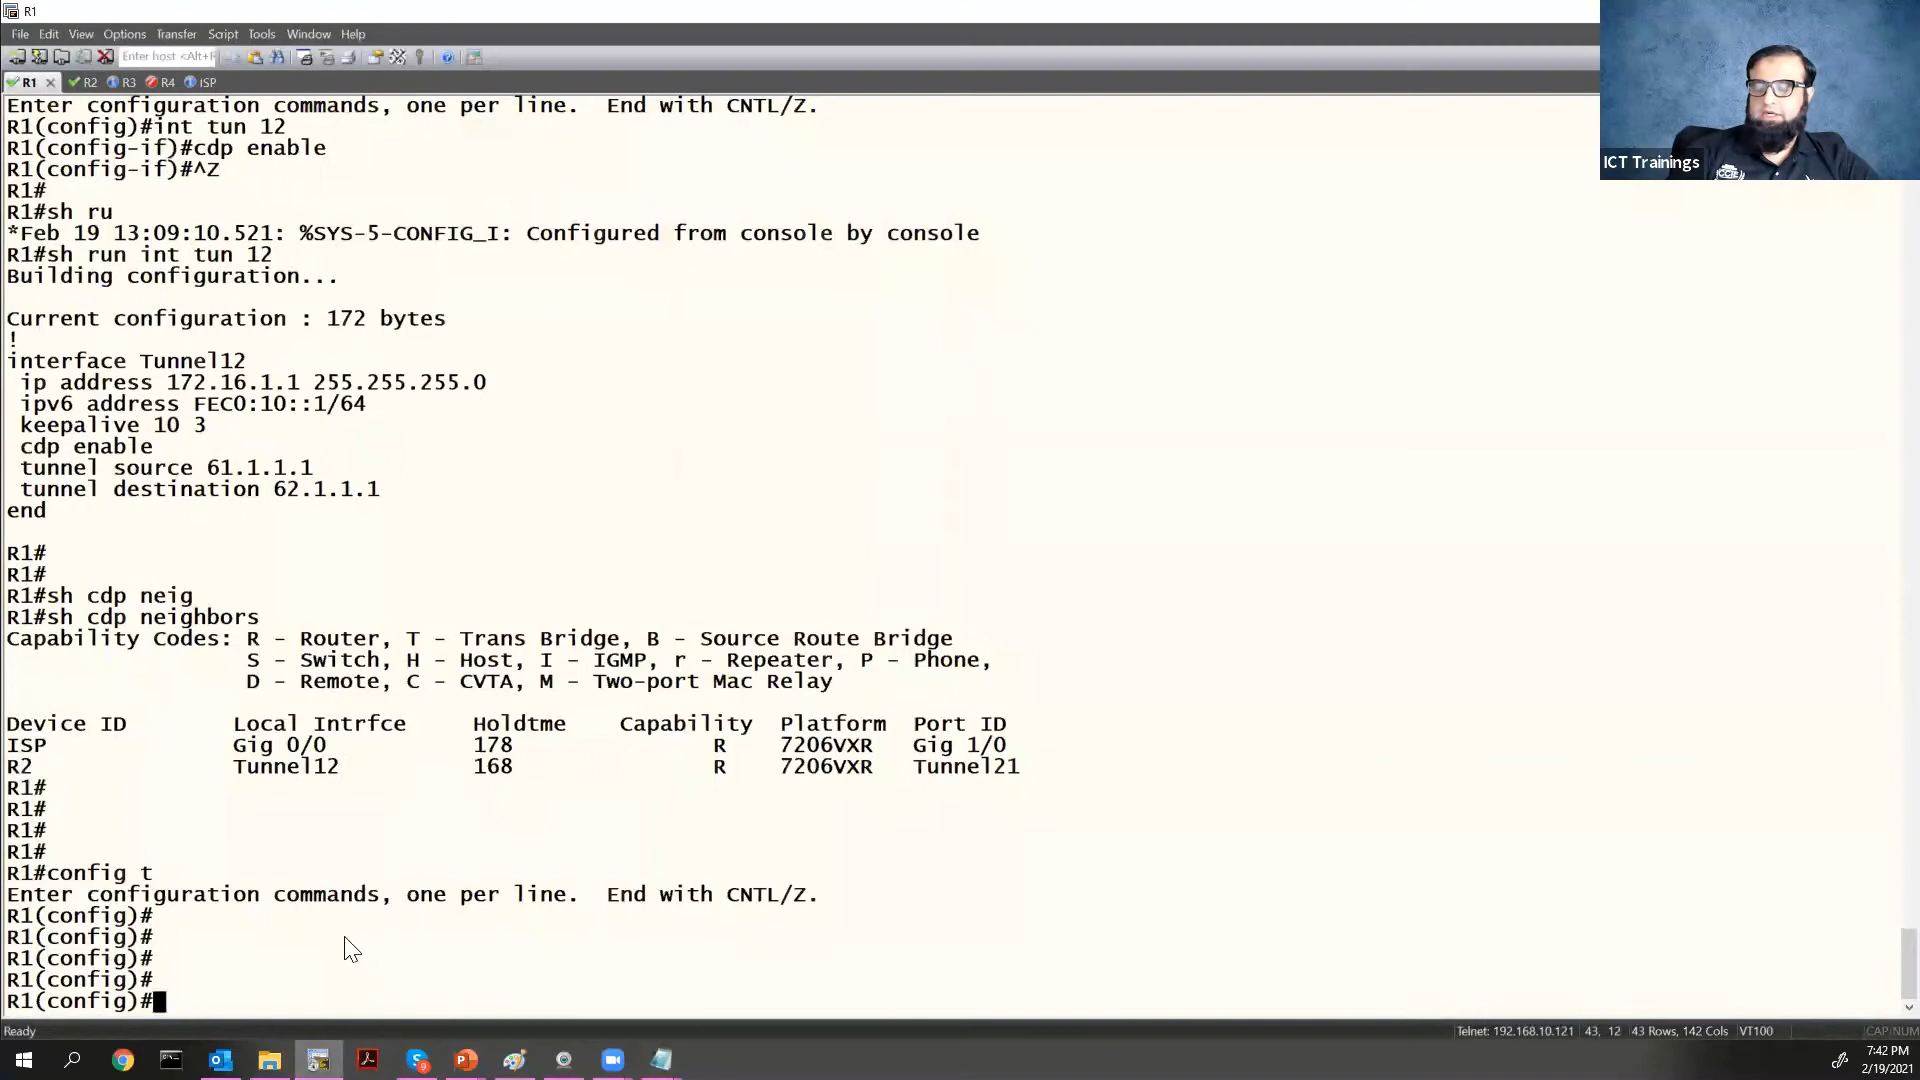 R1
File Edit View Options Transfer Script Tools Window Help
Enter host <Alt+R
R1 R2 R3 R4 ISP
Enter configuration commands, one per line.  End with CNTL/Z.
R1(config)#int tun 12
R1(config-if)#cdp enable
R1(config-if)#^Z
R1#
R1#sh ru
*Feb 19 13:09:10.521: %SYS-5-CONFIG_I: Configured from console by console
R1#sh run int tun 12
Building configuration...
Current configuration : 172 bytes
!
interface Tunnel12
 ip address 172.16.1.1 255.255.255.0
 ipv6 address FEC0:10::1/64
 keepalive 10 3
 cdp enable
 tunnel source 61.1.1.1
 tunnel destination 62.1.1.1
end
R1#
R1#
R1#sh cdp neig
R1#sh cdp neighbors
Capability Codes: R - Router, T - Trans Bridge, B - Source Route Bridge
                  S - Switch, H - Host, I - IGMP, r - Repeater, P - Phone,
                  D - Remote, C - CVTA, M - Two-port Mac Relay
Device ID        Local Intrfce     Holdtme    Capability  Platform  Port ID
ISP              Gig 0/0           178               R    7206VXR   Gig 1/0
R2               Tunnel12          168               R    7206VXR   Tunnel21
R1#
R1#
R1#
R1#
R1#config t
Enter configuration commands, one per line.  End with CNTL/Z.
R1(config)#
R1(config)#
R1(config)#
R1(config)#
R1(config)#
ICT Trainings
Ready
Telnet: 192.168.10.121 43, 12 43 Rows, 142 Cols VT100 CAP NUM
7:42 PM
2/19/2021